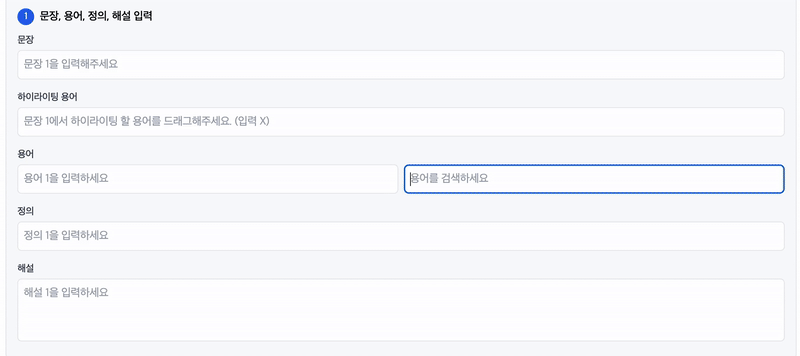 1 문장, 용어, 정의, 해설 입력
문장
문장 1을 입력해주세요
하이라이팅 용어
문장 1에서 하이라이팅 할 용어를 드래그해주세요. (입력 X)
용어
용어 1을 입력하세요 용어를 검색하세요
정의
정의 1을 입력하세요
해설
해설 1을 입력하세요